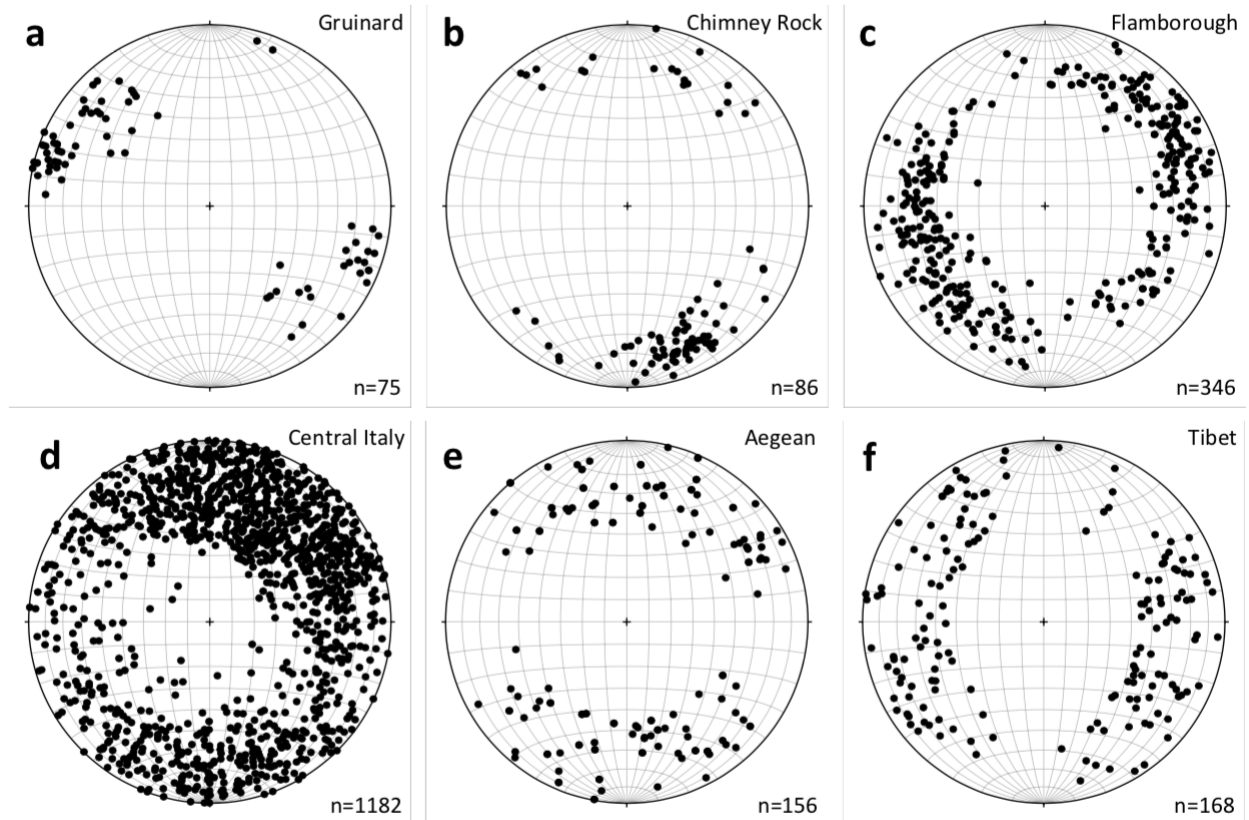 a Gruinard
b Chimney Rock
c Flamborough
n=75
n=86
n=346
d Central Italy
e Aegean
f Tibet
n=1182
n=156
n=168